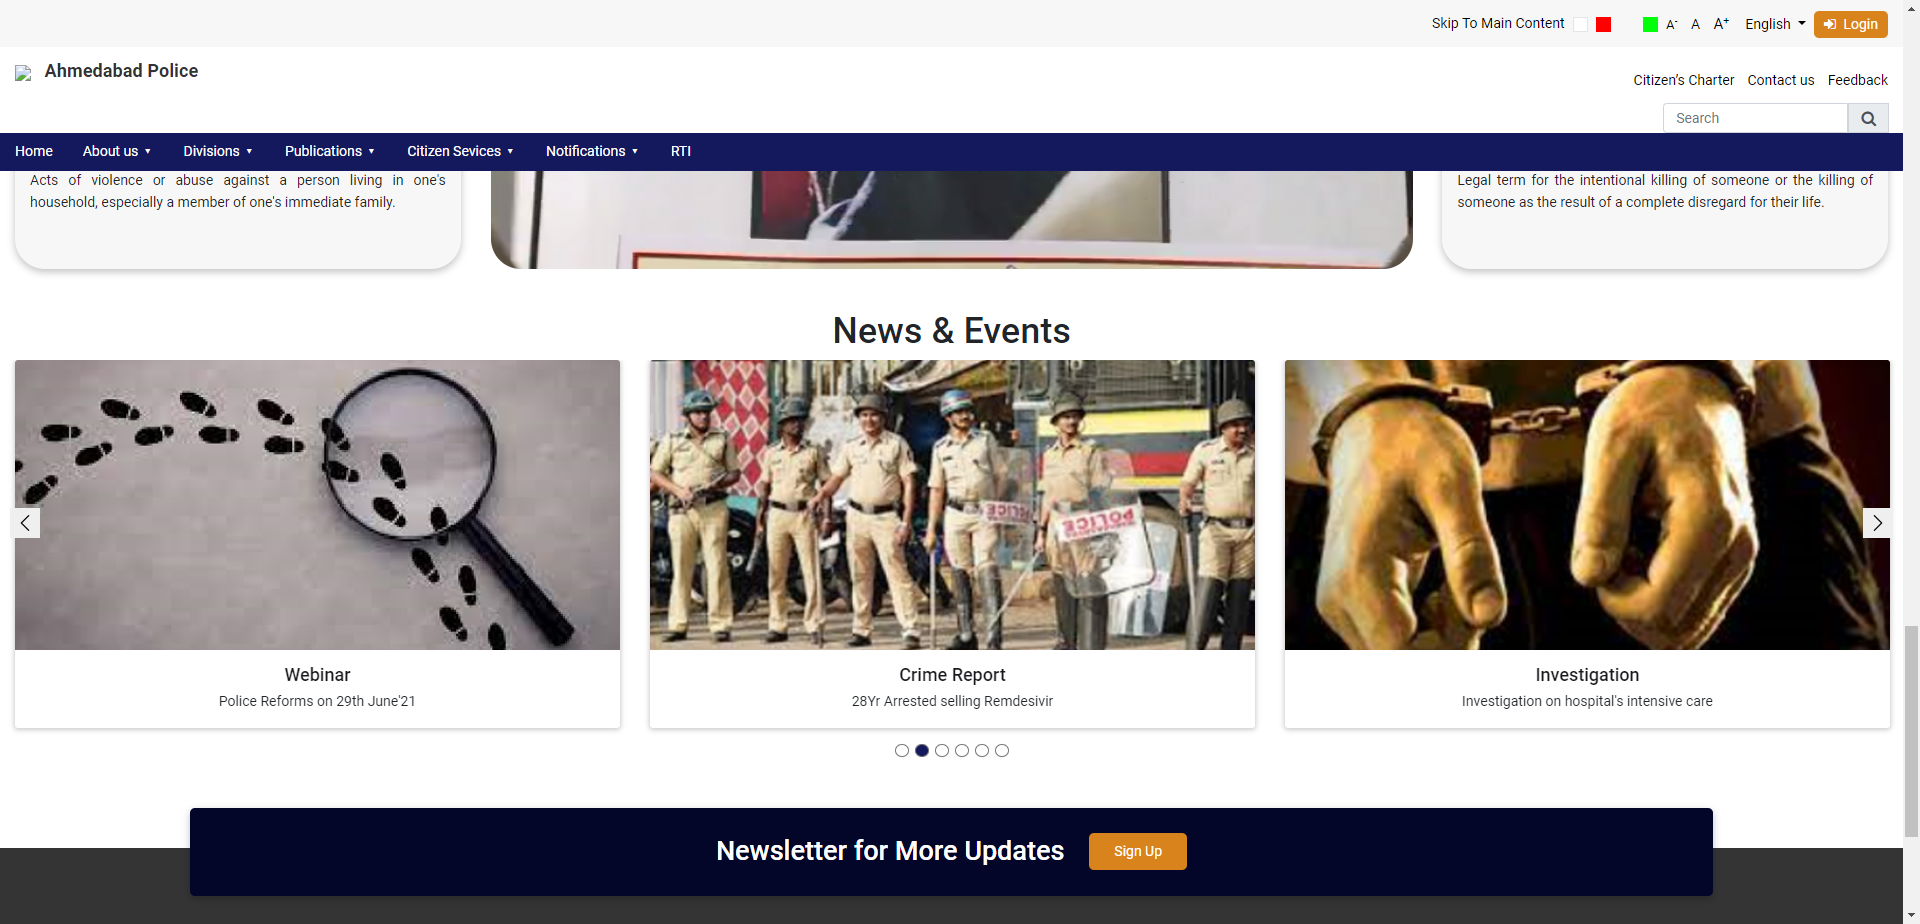 Skip To Main Content
A- A A+ English Login
Ahmedabad Police
Citizen's Charter Contact us Feedback
Search
Home About us Divisions Publications Citizen Sevices Notifications RTI
Acts of violence or abuse against a person living in one's
household, especially a member of one's immediate family.
Legal term for the intentional killing of someone or the killing of
someone as the result of a complete disregard for their life.
News & Events
POLICE
POLICE
Webinar
Police Reforms on 29th June'21
Crime Report
28Yr Arrested selling Remdesivir
Investigation
Investigation on hospital's intensive care
Newsletter for More Updates Sign Up